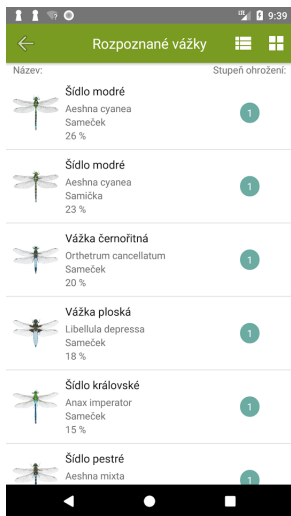 9:39
Rozpoznané vážky
Název: Stupeň ohrožení:
Šídlo modré
Aeshna cyanea
Sameček
26 %
1
Šídlo modré
Aeshna cyanea
Samička
23 %
1
Vážka černořitná
Orthetrum cancellatum
Sameček
20 %
1
Vážka ploská
Libellula depressa
Sameček
18 %
1
Šídlo královské
Anax imperator
Sameček
15 %
1
Šídlo pestré
Aeshna mixta
1